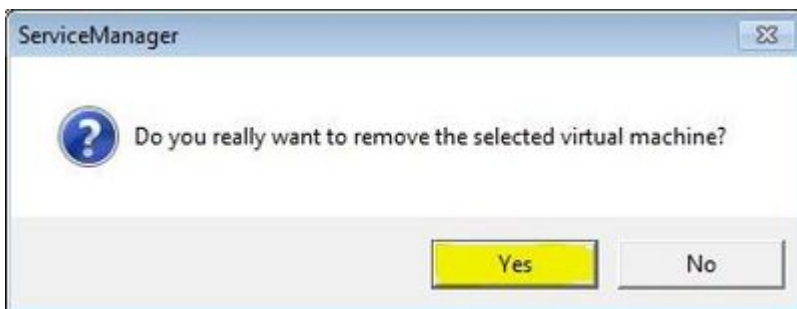 ServiceManager
Do you really want to remove the selected virtual machine?
Yes
No